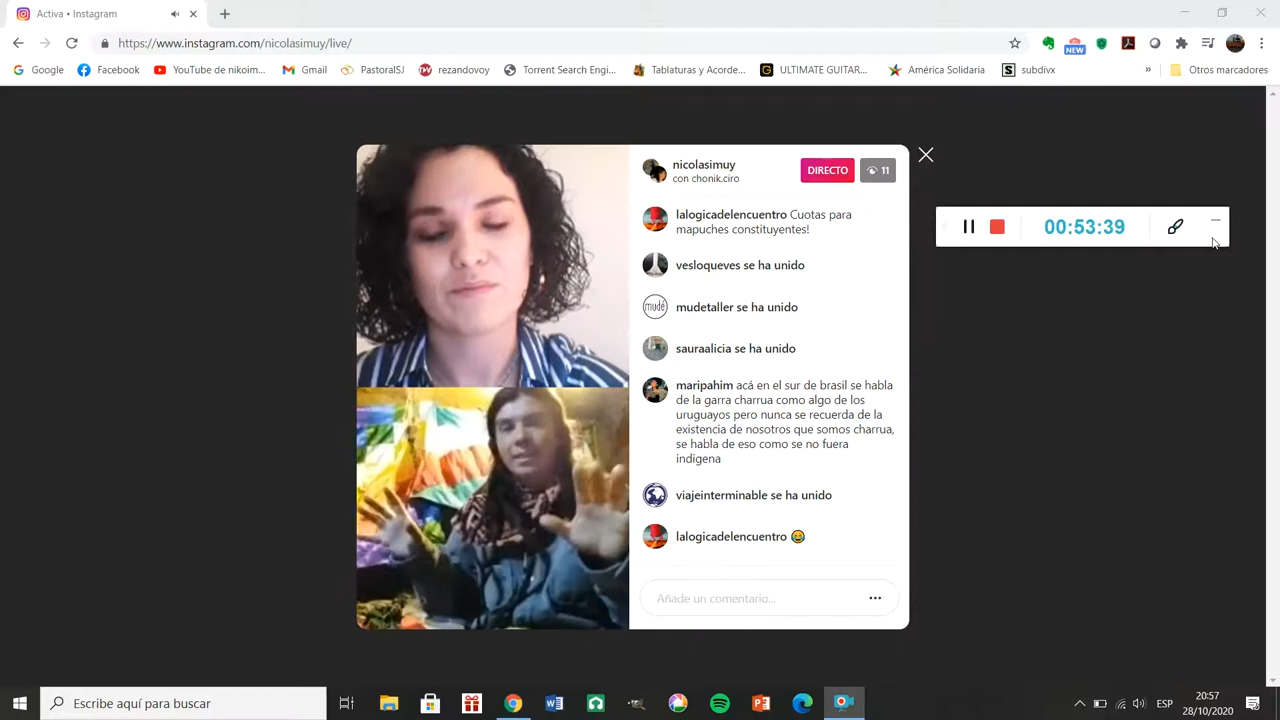 Activa • Instagram
https://www.instagram.com/nicolasimuy/live/
NEW
Google
Facebook
YouTube de nikoim...
Gmail
PastoralSJ
rezandovoy
Torrent Search Engi...
Tablaturas y Acorde...
ULTIMATE GUITAR...
América Solidaria
subdivx
»
Otros marcadores
nicolasimuy
con chonik.ciro
DIRECTO
11
lalogicadelencuentro Cuotas para
mapuches constituyentes!
vesloqueves se ha unido
mudé
mudetaller se ha unido
sauraalicia se ha unido
maripahim acá en el sur de brasil se habla
de la garra charrua como algo de los
uruguayos pero nunca se recuerda de la
existencia de nosotros que somos charrua,
se habla de eso como se no fuera
indigena
viajeinterminable se ha unido
lalogicadelencuentro 😂
Añade un comentario...
00:53:39
Escribe aquí para buscar
ESP
20:57
28/10/2020